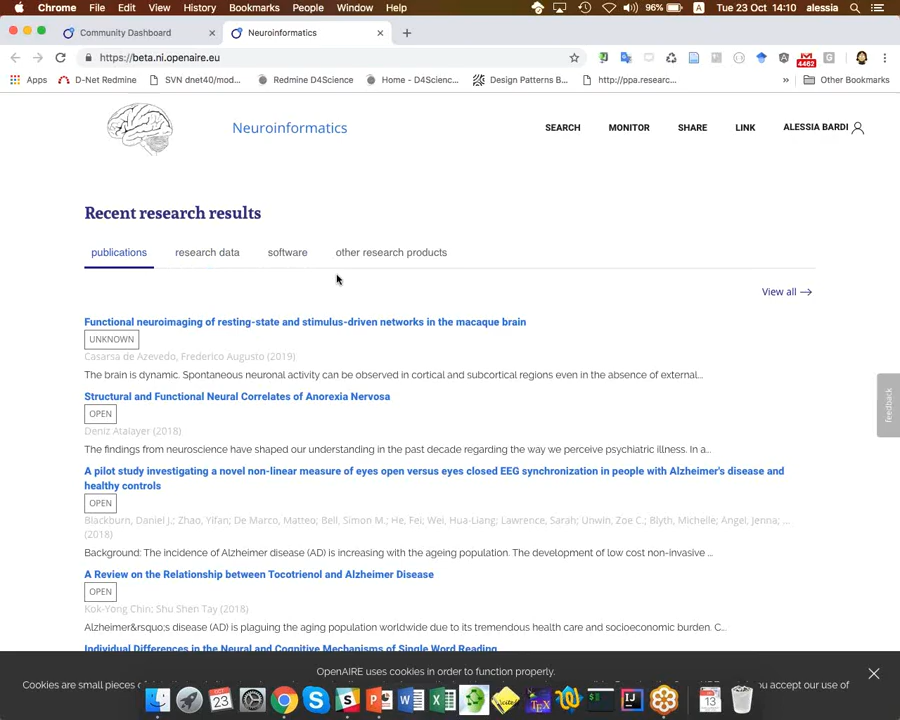 Chrome File Edit View History Bookmarks People Window Help 96% A Tue 23 Oct 14:10 alessia
Community Dashboard
Neuroinformatics
https://beta.ni.openaire.eu
4462
Apps D-Net Redmine SVN dnet40/mod... Redmine D4Science Home - D4Scienc... Design Patterns B... http://ppa.researc... » Other Bookmarks
Neuroinformatics
SEARCH MONITOR SHARE LINK ALESSIA BARDI
Recent research results
publications research data software other research products
View all
Functional neuroimaging of resting-state and stimulus-driven networks in the macaque brain
UNKNOWN
Casarsa de Azevedo, Frederico Augusto (2019)
The brain is dynamic. Spontaneous neuronal activity can be observed in cortical and subcortical regions even in the absence of external...
Structural and Functional Neural Correlates of Anorexia Nervosa
OPEN
Deniz Atalayer (2018)
The findings from neuroscience have shaped our understanding in the past decade regarding the way we perceive psychiatric illness. In a...
feedback
A pilot study investigating a novel non-linear measure of eyes open versus eyes closed EEG synchronization in people with Alzheimer's disease and
healthy controls
OPEN
Blackburn, Daniel J.; Zhao, Yifan; De Marco, Matteo; Bell, Simon M.; He, Fei; Wei, Hua-Liang; Lawrence, Sarah; Unwin, Zoe C.; Blyth, Michelle; Angel, Jenna; ...
(2018)
Background: The incidence of Alzheimer disease (AD) is increasing with the ageing population. The development of low cost non-invasive ...
A Review on the Relationship between Tocotrienol and Alzheimer Disease
OPEN
Kok-Yong Chin; Shu Shen Tay (2018)
Alzheimer&rsquo;s disease (AD) is plaguing the aging population worldwide due to its tremendous health care and socioeconomic burden. C...
Individual Differences in the Neural and Cognitive Mechanisms of Single Word Reading
OpenAIRE uses cookies in order to function properly.
Cookies are small pieces of you accept our use of